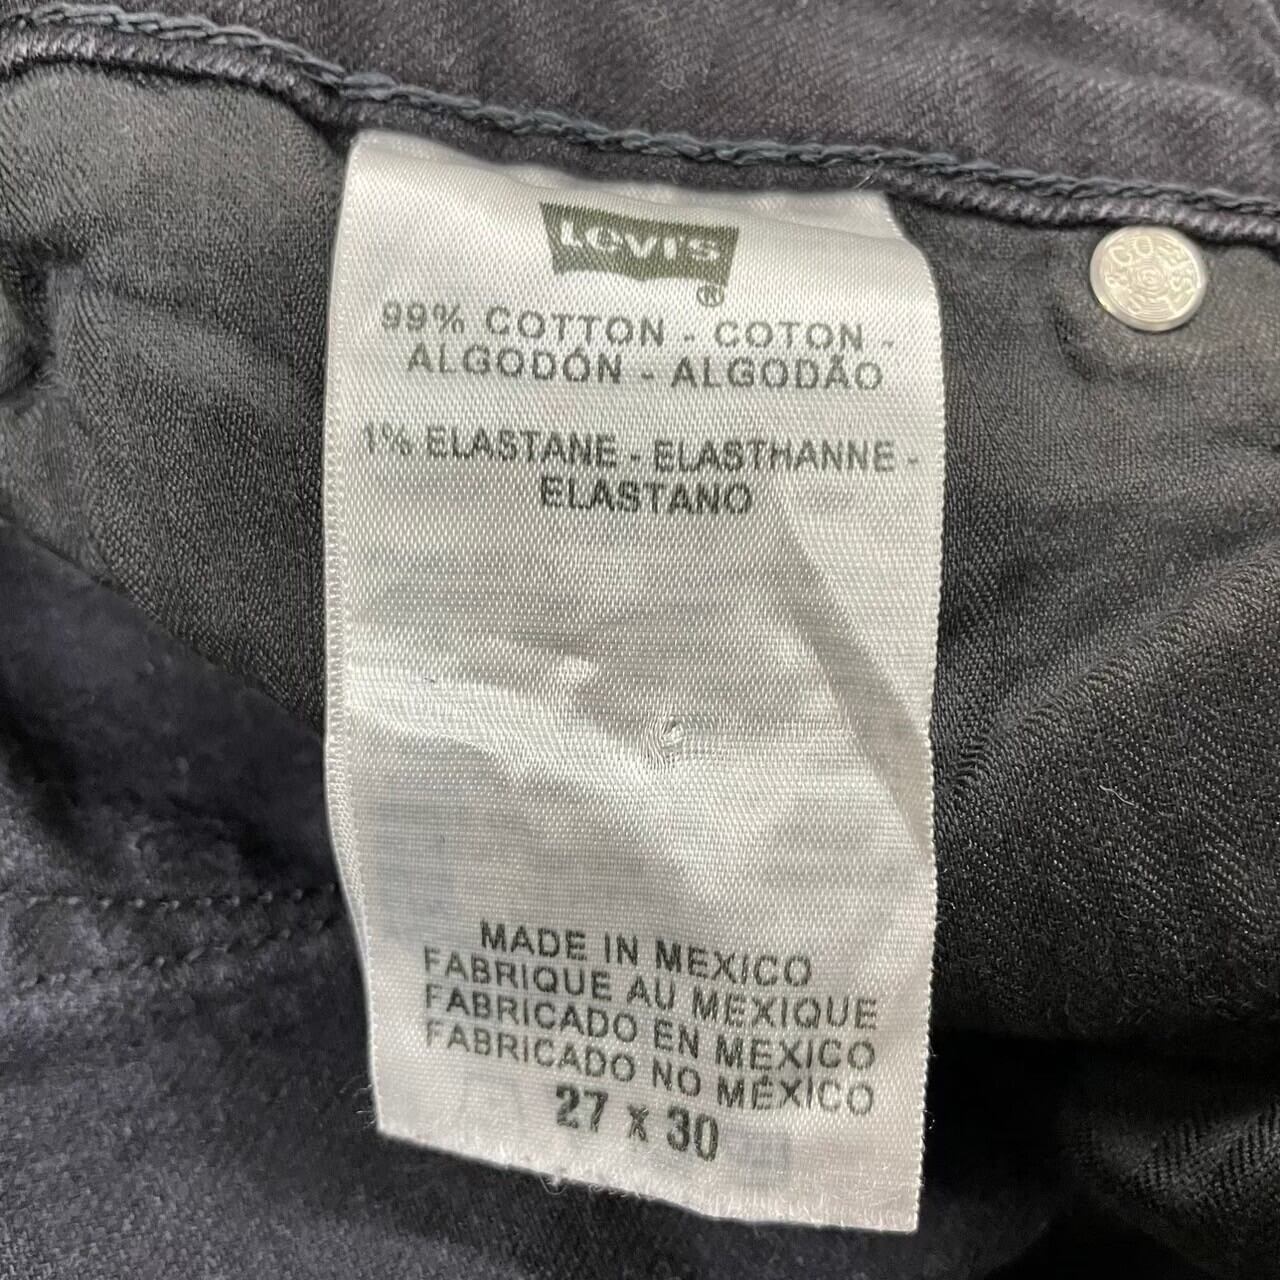 Levi's
®
99% COTTON - COTON -
ALGODÓN - ALGODÃO
1% ELASTANE - ELASTHANNE -
ELASTANO
MADE IN MEXICO
FABRIQUE AU MEXIQUE
FABRICADO EN MÉXICO
FABRICADO NO MÉXICO
27 x 30